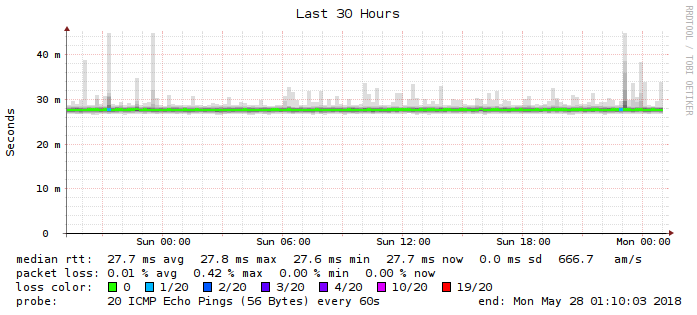 Last 30 Hours
RRDTOOL / TOBI OETIKER
Seconds
40 m
30 m
20 m
10 m
0
Sun 00:00 Sun 06:00 Sun 12:00 Sun 18:00 Mon 00:00
median rtt: 27.7 ms avg 27.8 ms max 27.6 ms min 27.7 ms now 0.0 ms sd 666.7 am/s
packet loss: 0.01 % avg 0.42 % max 0.00 % min 0.00 % now
loss color: 0 1/20 2/20 3/20 4/20 10/20 19/20
probe: 20 ICMP Echo Pings (56 Bytes) every 60s end: Mon May 28 01:10:03 2018